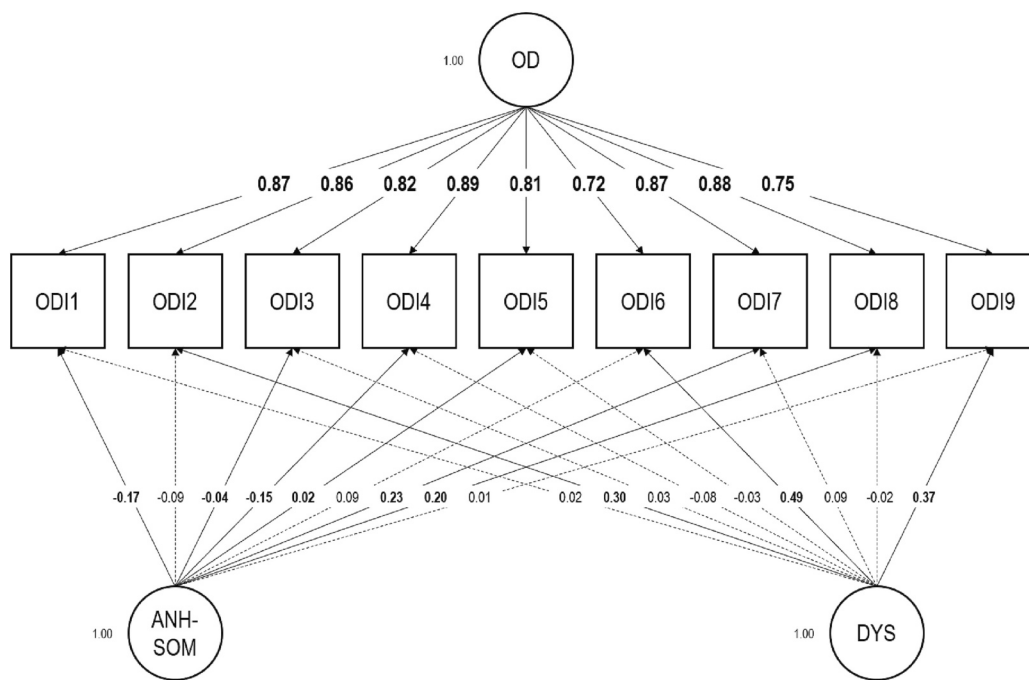 1.00 OD
0.87 0.86 0.82 0.89 0.81 0.72 0.87 0.88 0.75
ODI1 ODI2 ODI3 ODI4 ODI5 ODI6 ODI7 ODI8 ODI9
-0.17 -0.09 -0.04 -0.15 0.02 0.09 0.23 0.20 0.01 0.02 0.30 0.03 -0.08 -0.03 0.49 0.09 -0.02 0.37
1.00 ANH-
SOM
1.00 DYS